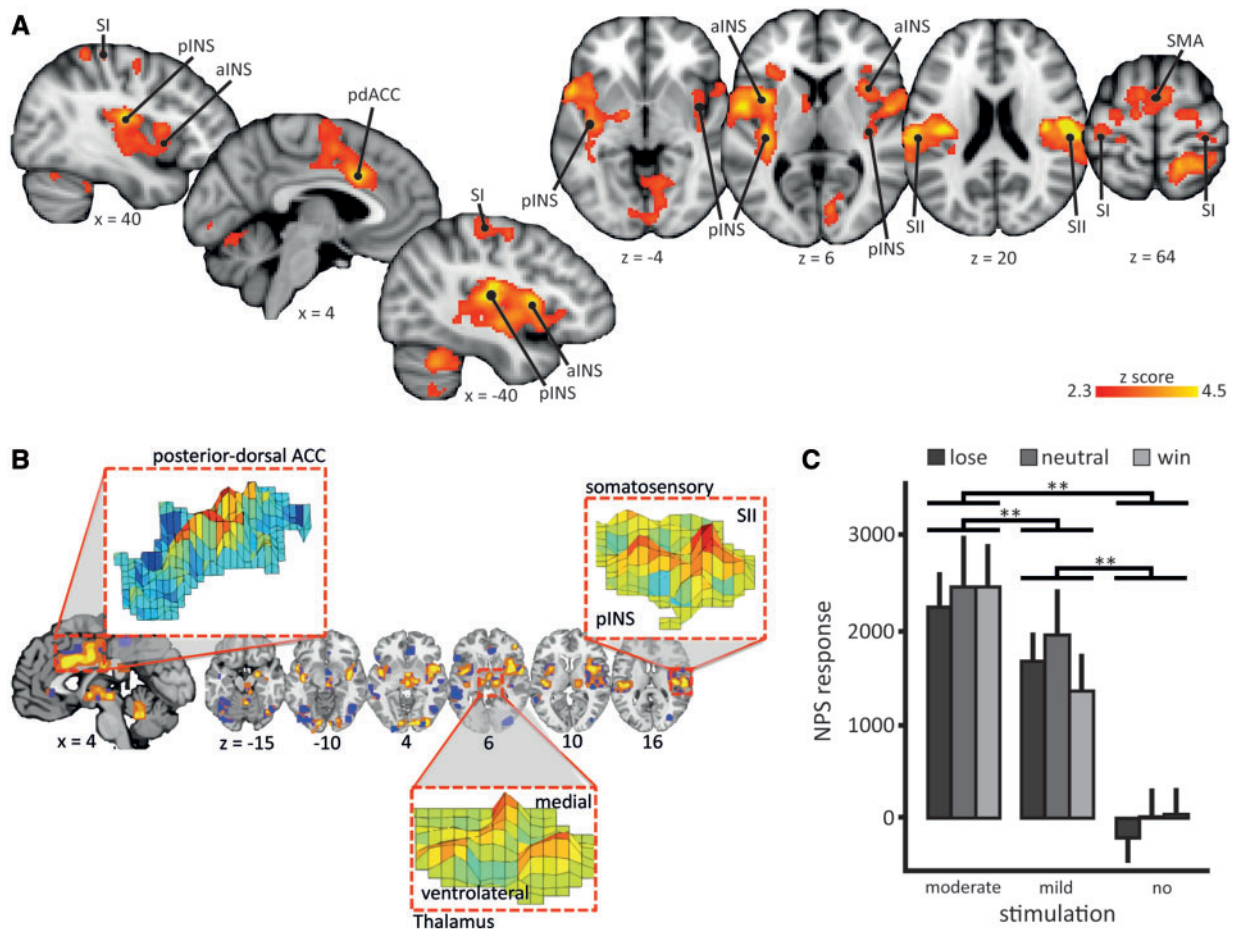 A
SI
pINS
aINS
x = 40
pdACC
x = 4
SI
aINS
pINS
x = -40
aINS
aINS
SMA
pINS
pINS
pINS
SII
SII
SI
SI
z = -4
z = 6
z = 20
z = 64
z score
2.3
4.5
B
posterior-dorsal ACC
somatosensory
SII
pINS
x = 4
z = -15
-10
4
6
10
16
medial
ventrolateral
Thalamus
C
lose neutral win
**
**
**
NPS response
3000
2000
1000
0
moderate mild no
stimulation